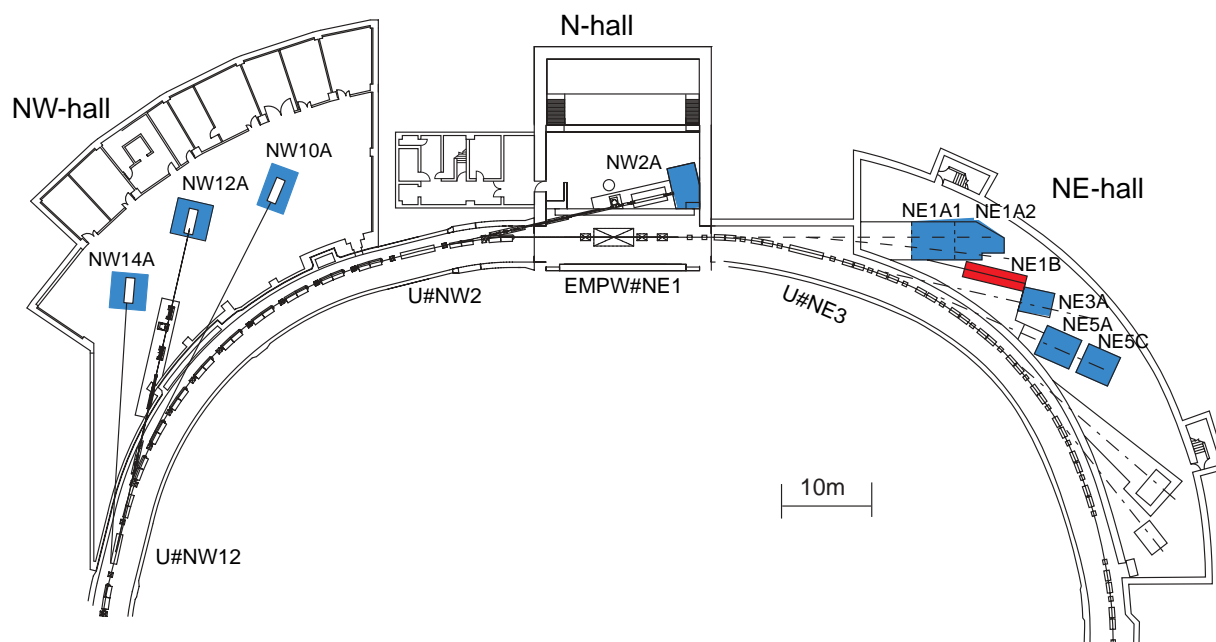 N-hall
NW-hall
NW10A
NW2A
NW12A
NE-hall
NE1A1
NE1A2
NW14A
NE1B
U#NW2
EMPW#NE1
U#NE3
NE3A
NE5A
NE5C
10m
U#NW12